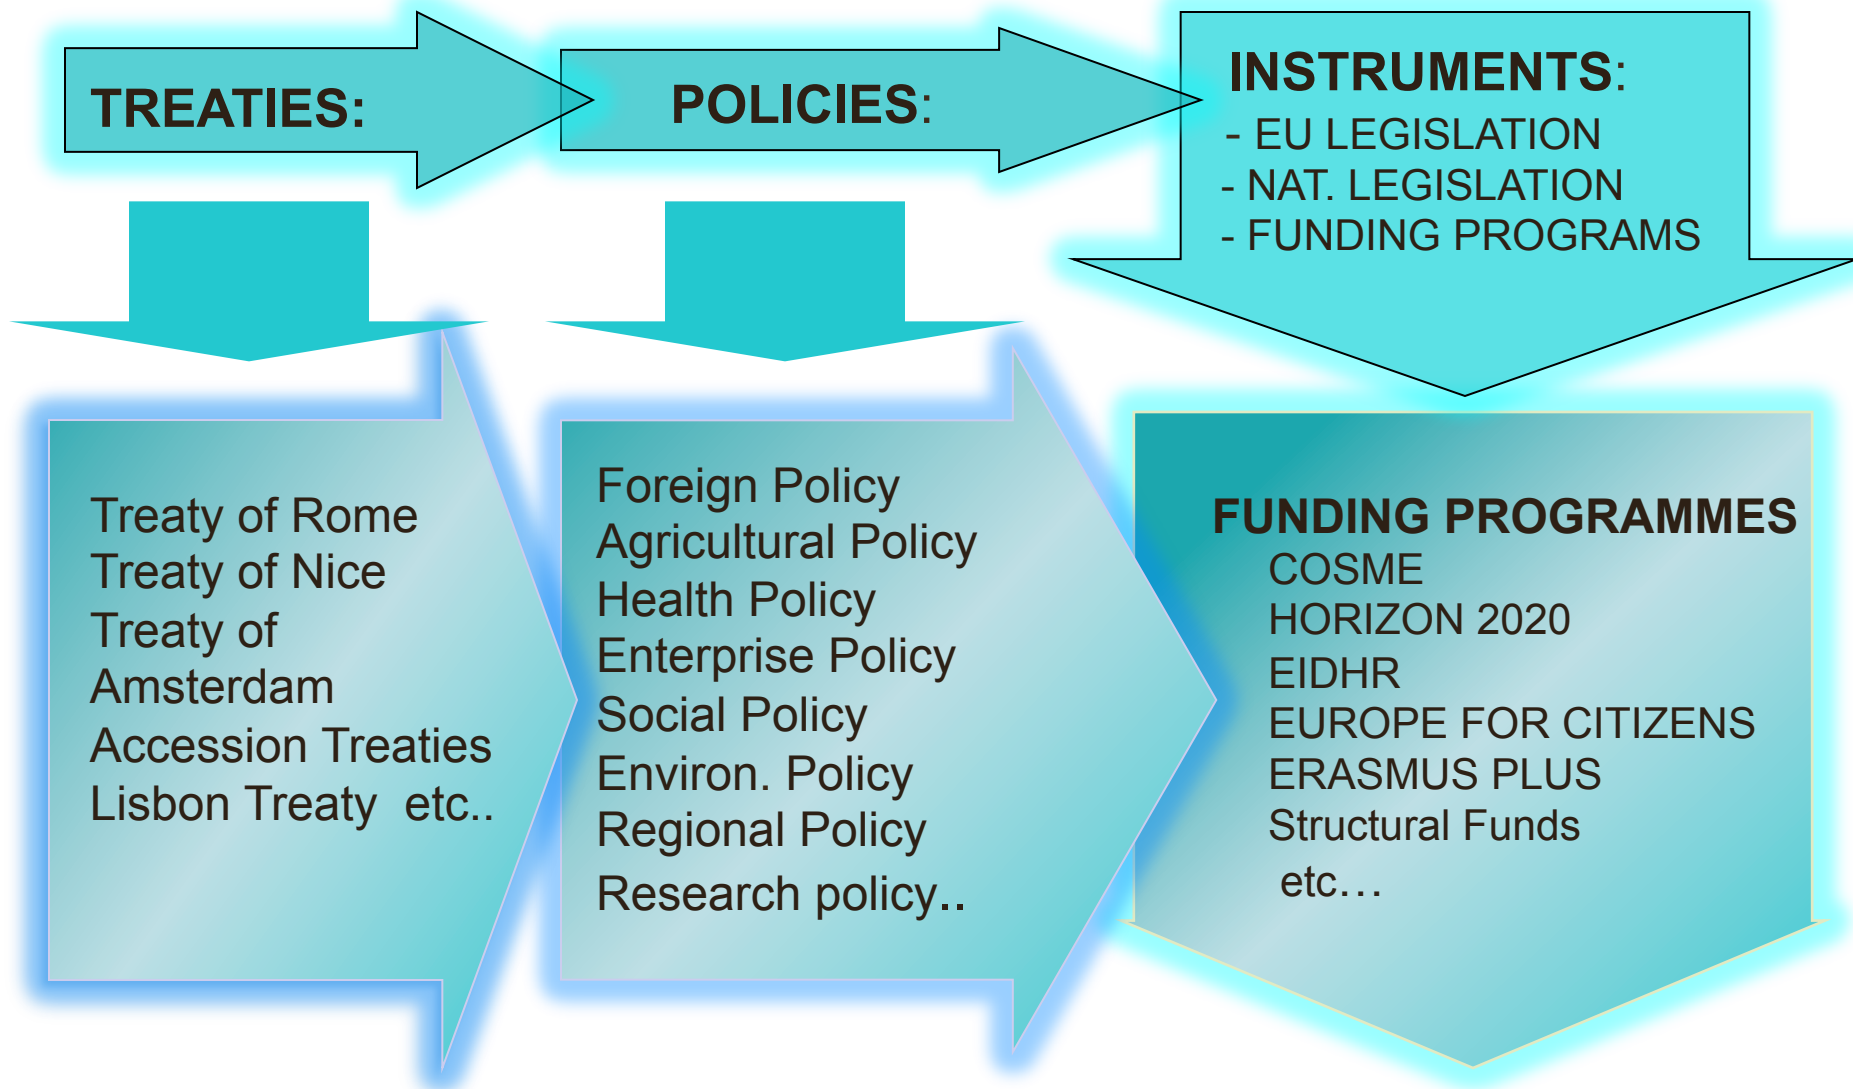 TREATIES:
POLICIES:
INSTRUMENTS:
- EU LEGISLATION
- NAT. LEGISLATION
- FUNDING PROGRAMS
Treaty of Rome
Treaty of Nice
Treaty of
Amsterdam
Accession Treaties
Lisbon Treaty  etc..
Foreign Policy
Agricultural Policy
Health Policy
Enterprise Policy
Social Policy
Environ. Policy
Regional Policy
Research policy..
FUNDING PROGRAMMES
COSME
HORIZON 2020
EIDHR
EUROPE FOR CITIZENS
ERASMUS PLUS
Structural Funds
etc…